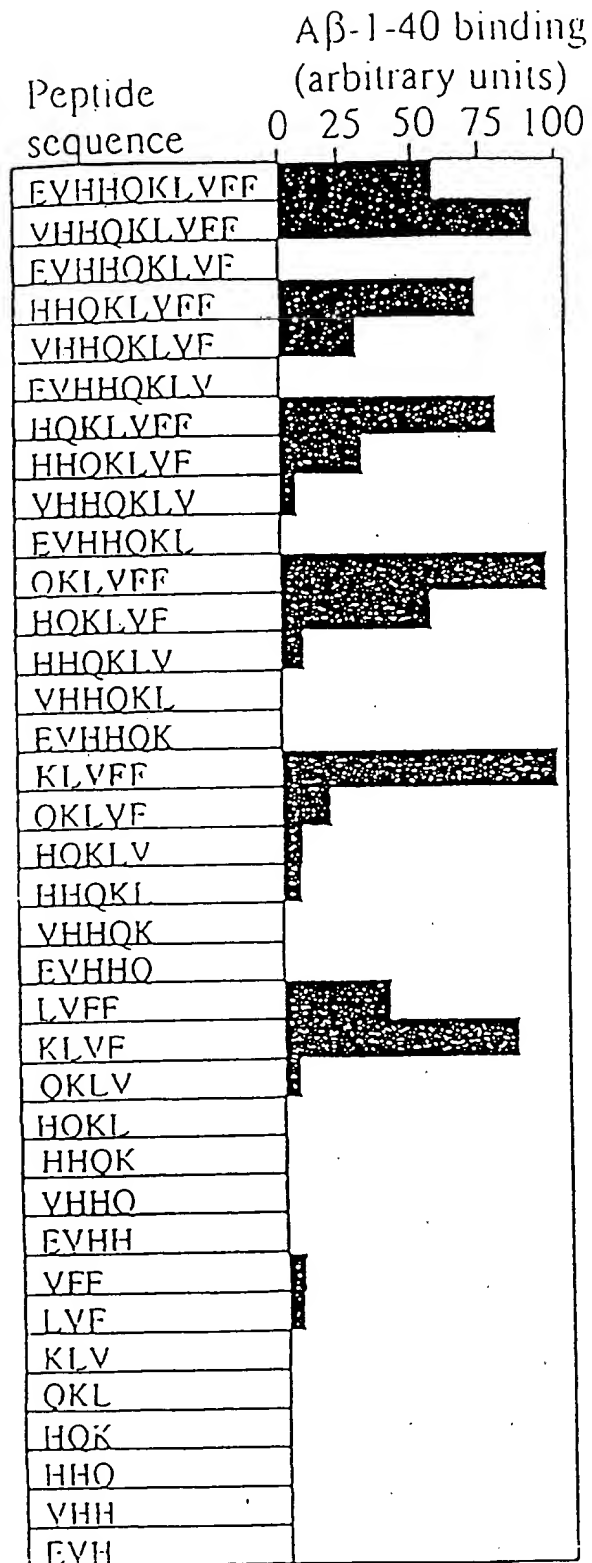 Aβ-1-40 binding
(arbitrary units)
Peptide
sequence
0 25 50 75 100
EVHHQKLVFF
VHHQKLVFF
EVHHQKLVF
HHQKLVFF
VHHQKLVF
EVHHQKLV
HQKLVFF
HHQKLVF
VHHQKLV
EVHHQKL
QKLVFF
HQKLVF
HHQKLV
VHHQKL
EVHHQK
KLVFF
QKLVF
HQKLV
HHQKL
VHHQK
EVHHQ
LVFF
KLVF
QKLV
HQKL
HHQK
VHHQ
EVHH
VFF
LVF
KLV
QKL
HQK
HHQ
VHH
EVH